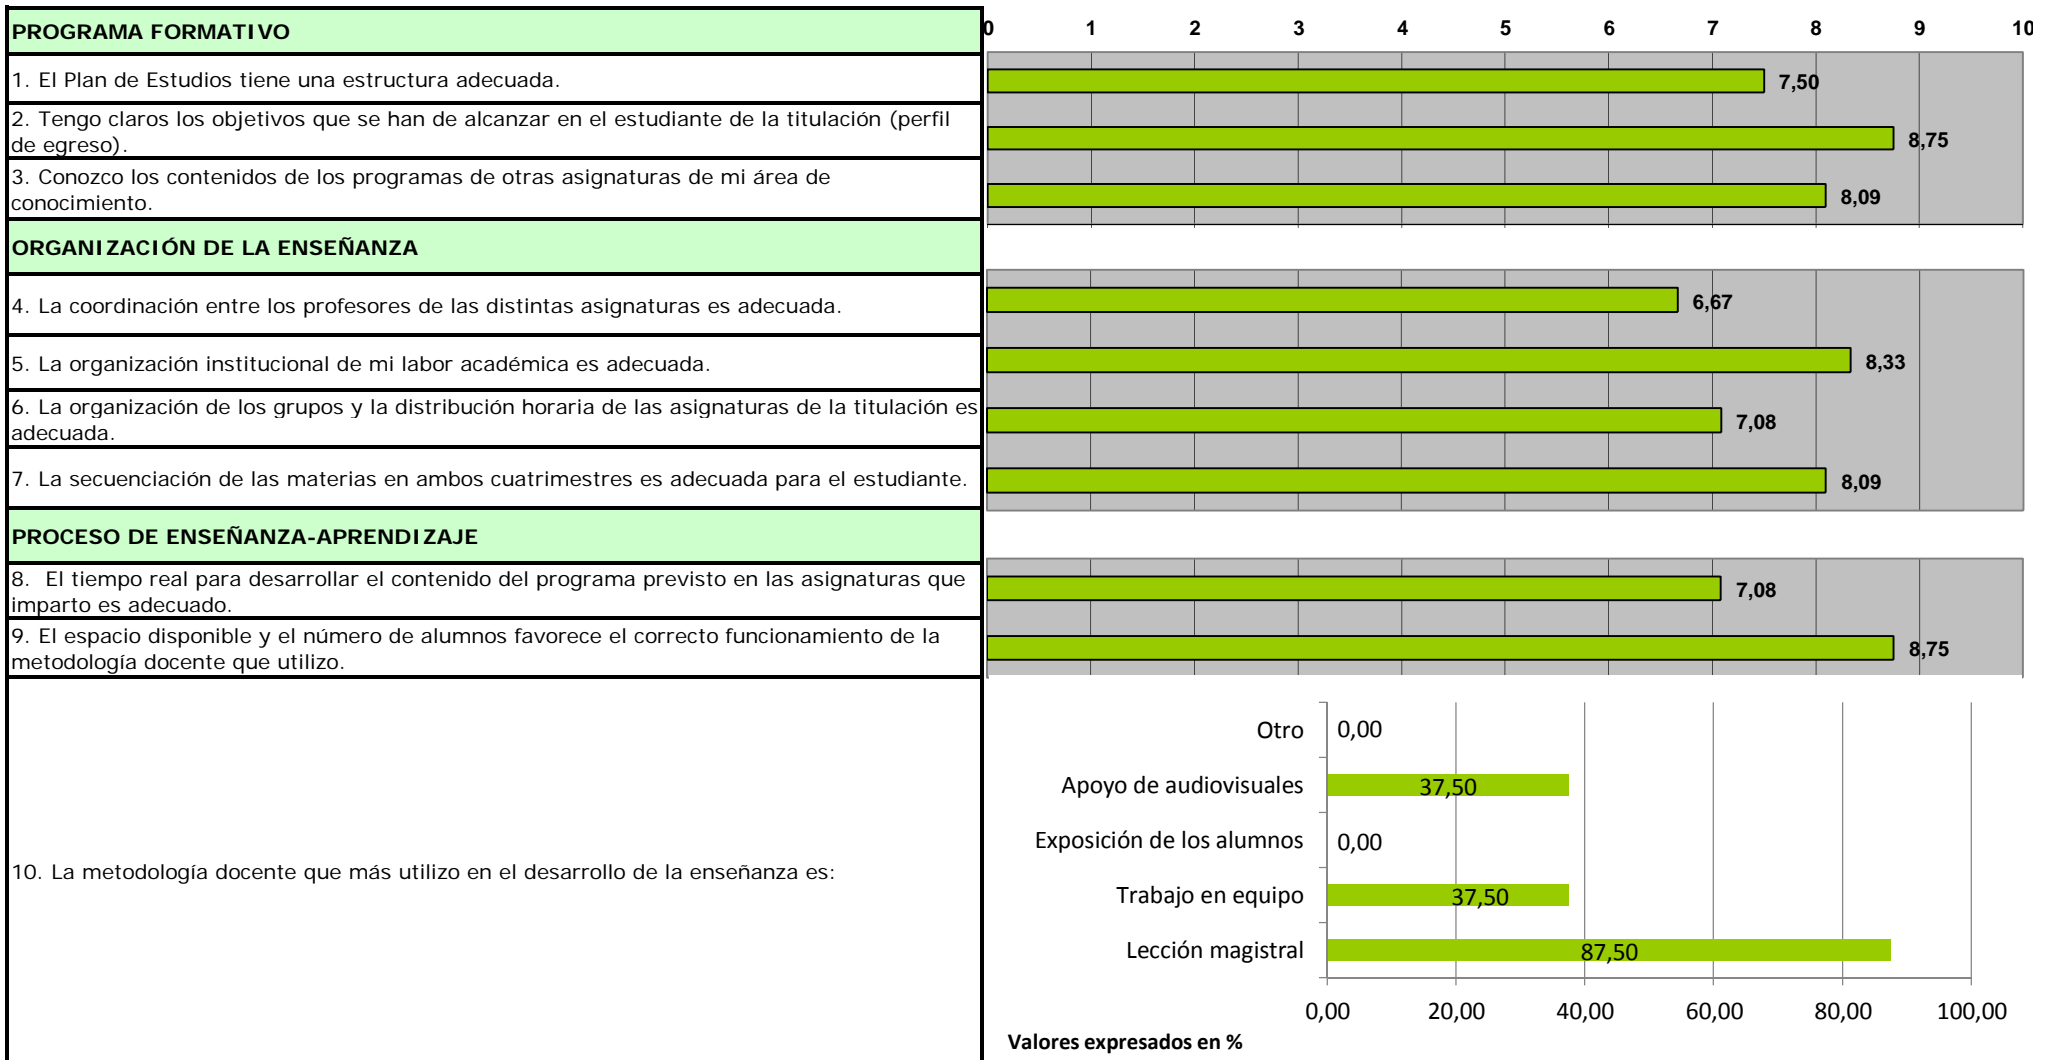 PROGRAMA FORMATIVO
0 1 2 3 4 5 6 7 8 9 10
1. El Plan de Estudios tiene una estructura adecuada.
7,50
2. Tengo claros los objetivos que se han de alcanzar en el estudiante de la titulación (perfil
de egreso).
8,75
3. Conozco los contenidos de los programas de otras asignaturas de mi área de
conocimiento.
8,09
ORGANIZACIÓN DE LA ENSEÑANZA
4. La coordinación entre los profesores de las distintas asignaturas es adecuada.
6,67
5. La organización institucional de mi labor académica es adecuada.
8,33
6. La organización de los grupos y la distribución horaria de las asignaturas de la titulación es
adecuada.
7,08
7. La secuenciación de las materias en ambos cuatrimestres es adecuada para el estudiante.
8,09
PROCESO DE ENSEÑANZA-APRENDIZAJE
8. El tiempo real para desarrollar el contenido del programa previsto en las asignaturas que
imparto es adecuado.
7,08
9. El espacio disponible y el número de alumnos favorece el correcto funcionamiento de la
metodología docente que utilizo.
8,75
10. La metodología docente que más utilizo en el desarrollo de la enseñanza es:
Otro 0,00
Apoyo de audiovisuales 37,50
Exposición de los alumnos 0,00
Trabajo en equipo 37,50
Lección magistral 87,50
0,00 20,00 40,00 60,00 80,00 100,00
Valores expresados en %